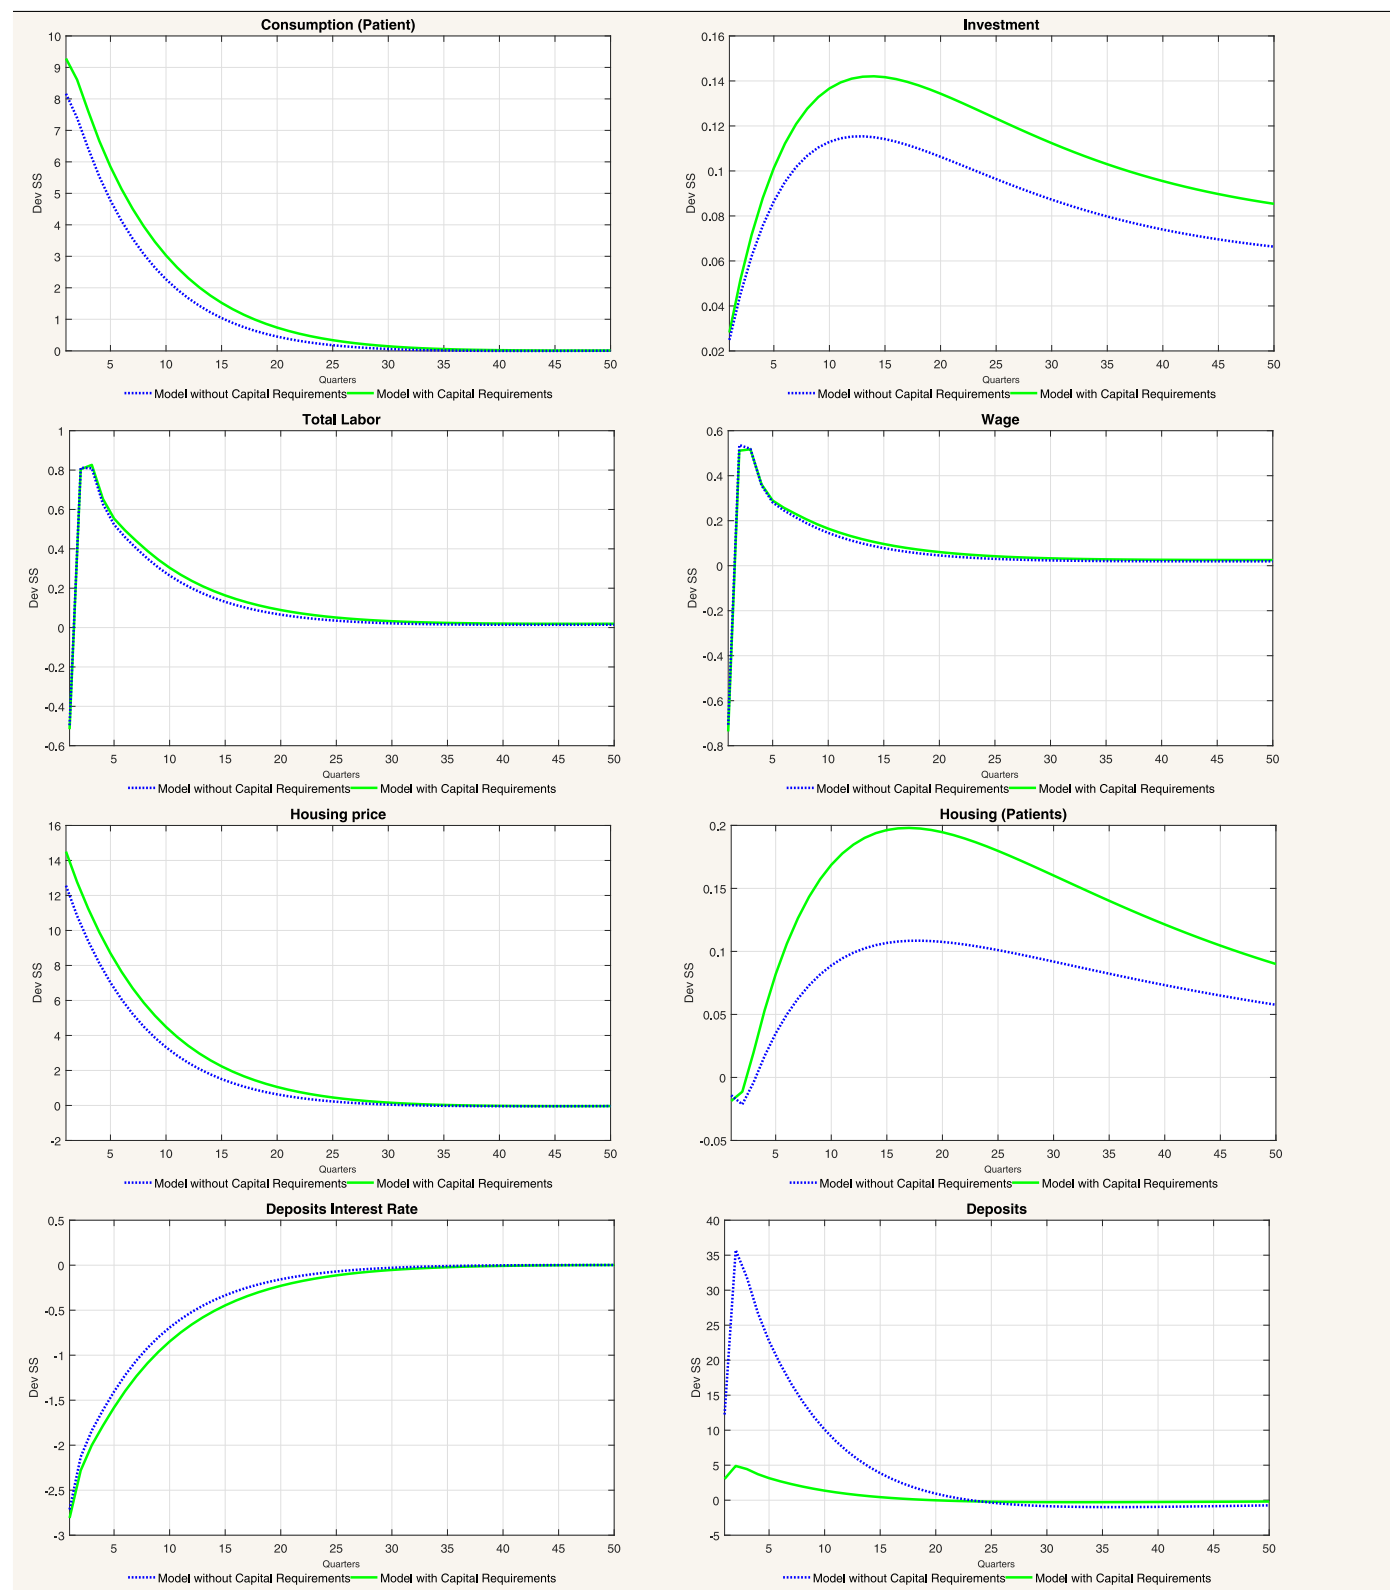 Consumption (Patient)
10
9
8
7
6
5
4
3
2
1
0
Dev SS
5 10 15 20 25 30 35 40 45 50
Quarters
Model without Capital Requirements Model with Capital Requirements
Investment
0.16
0.14
0.12
0.1
0.08
0.06
0.04
0.02
Dev SS
5 10 15 20 25 30 35 40 45 50
Quarters
Model without Capital Requirements Model with Capital Requirements
Total Labor
1
0.8
0.6
0.4
0.2
0
-0.2
-0.4
-0.6
Dev SS
5 10 15 20 25 30 35 40 45 50
Quarters
Model without Capital Requirements Model with Capital Requirements
Wage
0.6
0.4
0.2
0
-0.2
-0.4
-0.6
-0.8
Dev SS
5 10 15 20 25 30 35 40 45 50
Quarters
Model without Capital Requirements Model with Capital Requirements
Housing price
16
14
12
10
8
6
4
2
0
-2
Dev SS
5 10 15 20 25 30 35 40 45 50
Quarters
Model without Capital Requirements Model with Capital Requirements
Housing (Patients)
0.2
0.15
0.1
0.05
0
-0.05
Dev SS
5 10 15 20 25 30 35 40 45 50
Quarters
Model without Capital Requirements Model with Capital Requirements
Deposits Interest Rate
0.5
0
-0.5
-1
-1.5
-2
-2.5
-3
Dev SS
5 10 15 20 25 30 35 40 45 50
Quarters
Model without Capital Requirements Model with Capital Requirements
Deposits
40
35
30
25
20
15
10
5
0
-5
Dev SS
5 10 15 20 25 30 35 40 45 50
Quarters
Model without Capital Requirements Model with Capital Requirements